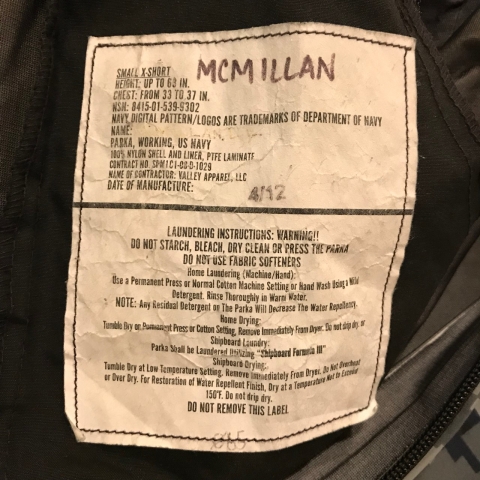 SMALL X-SHORT MCMILLAN
HEIGHT: UP TO 63 IN.
CHEST: FROM 33 TO 37 IN.
NSN: 8415-01-539-9302
NAVY DIGITAL PATTERN/LOGOS ARE TRADEMARKS OF DEPARTMENT OF NAVY
NAME:
PARKA, WORKING, US NAVY
100% NYLON SHELL AND LINER, PTFE LAMINATE
CONTRACT NO. SPM1C1-08-D-1029
NAME OF CONTRACTOR: VALLEY APPAREL, LLC
DATE OF MANUFACTURE: 4/12
LAUNDERING INSTRUCTIONS: WARNING!!
DO NOT STARCH, BLEACH, DRY CLEAN OR PRESS THE PARKA
DO NOT USE FABRIC SOFTENERS
Home Laundering (Machine/Hand):
Use a Permanent Press or Normal Cotton Machine Setting or Hand Wash Using a Mild
Detergent. Rinse Thoroughly in Warm Water.
NOTE: Any Residual Detergent on The Parka Will Decrease The Water Repellency.
Home Drying:
Tumble Dry or Permanent Press or Cotton Setting, Remove Immediately From Dryer. Do not drip dry. or
Shipboard Laundry:
Parka Shall be Laundered Utilizing "Shipboard Formula III"
Shipboard Drying:
Tumble Dry at Low Temperature Setting. Remove Immediately From Dryer. Do Not Overheat
or Over Dry. For Restoration of Water Repellent Finish, Dry at a Temperature Not to Exceed
150°F. Do not drip dry.
DO NOT REMOVE THIS LABEL